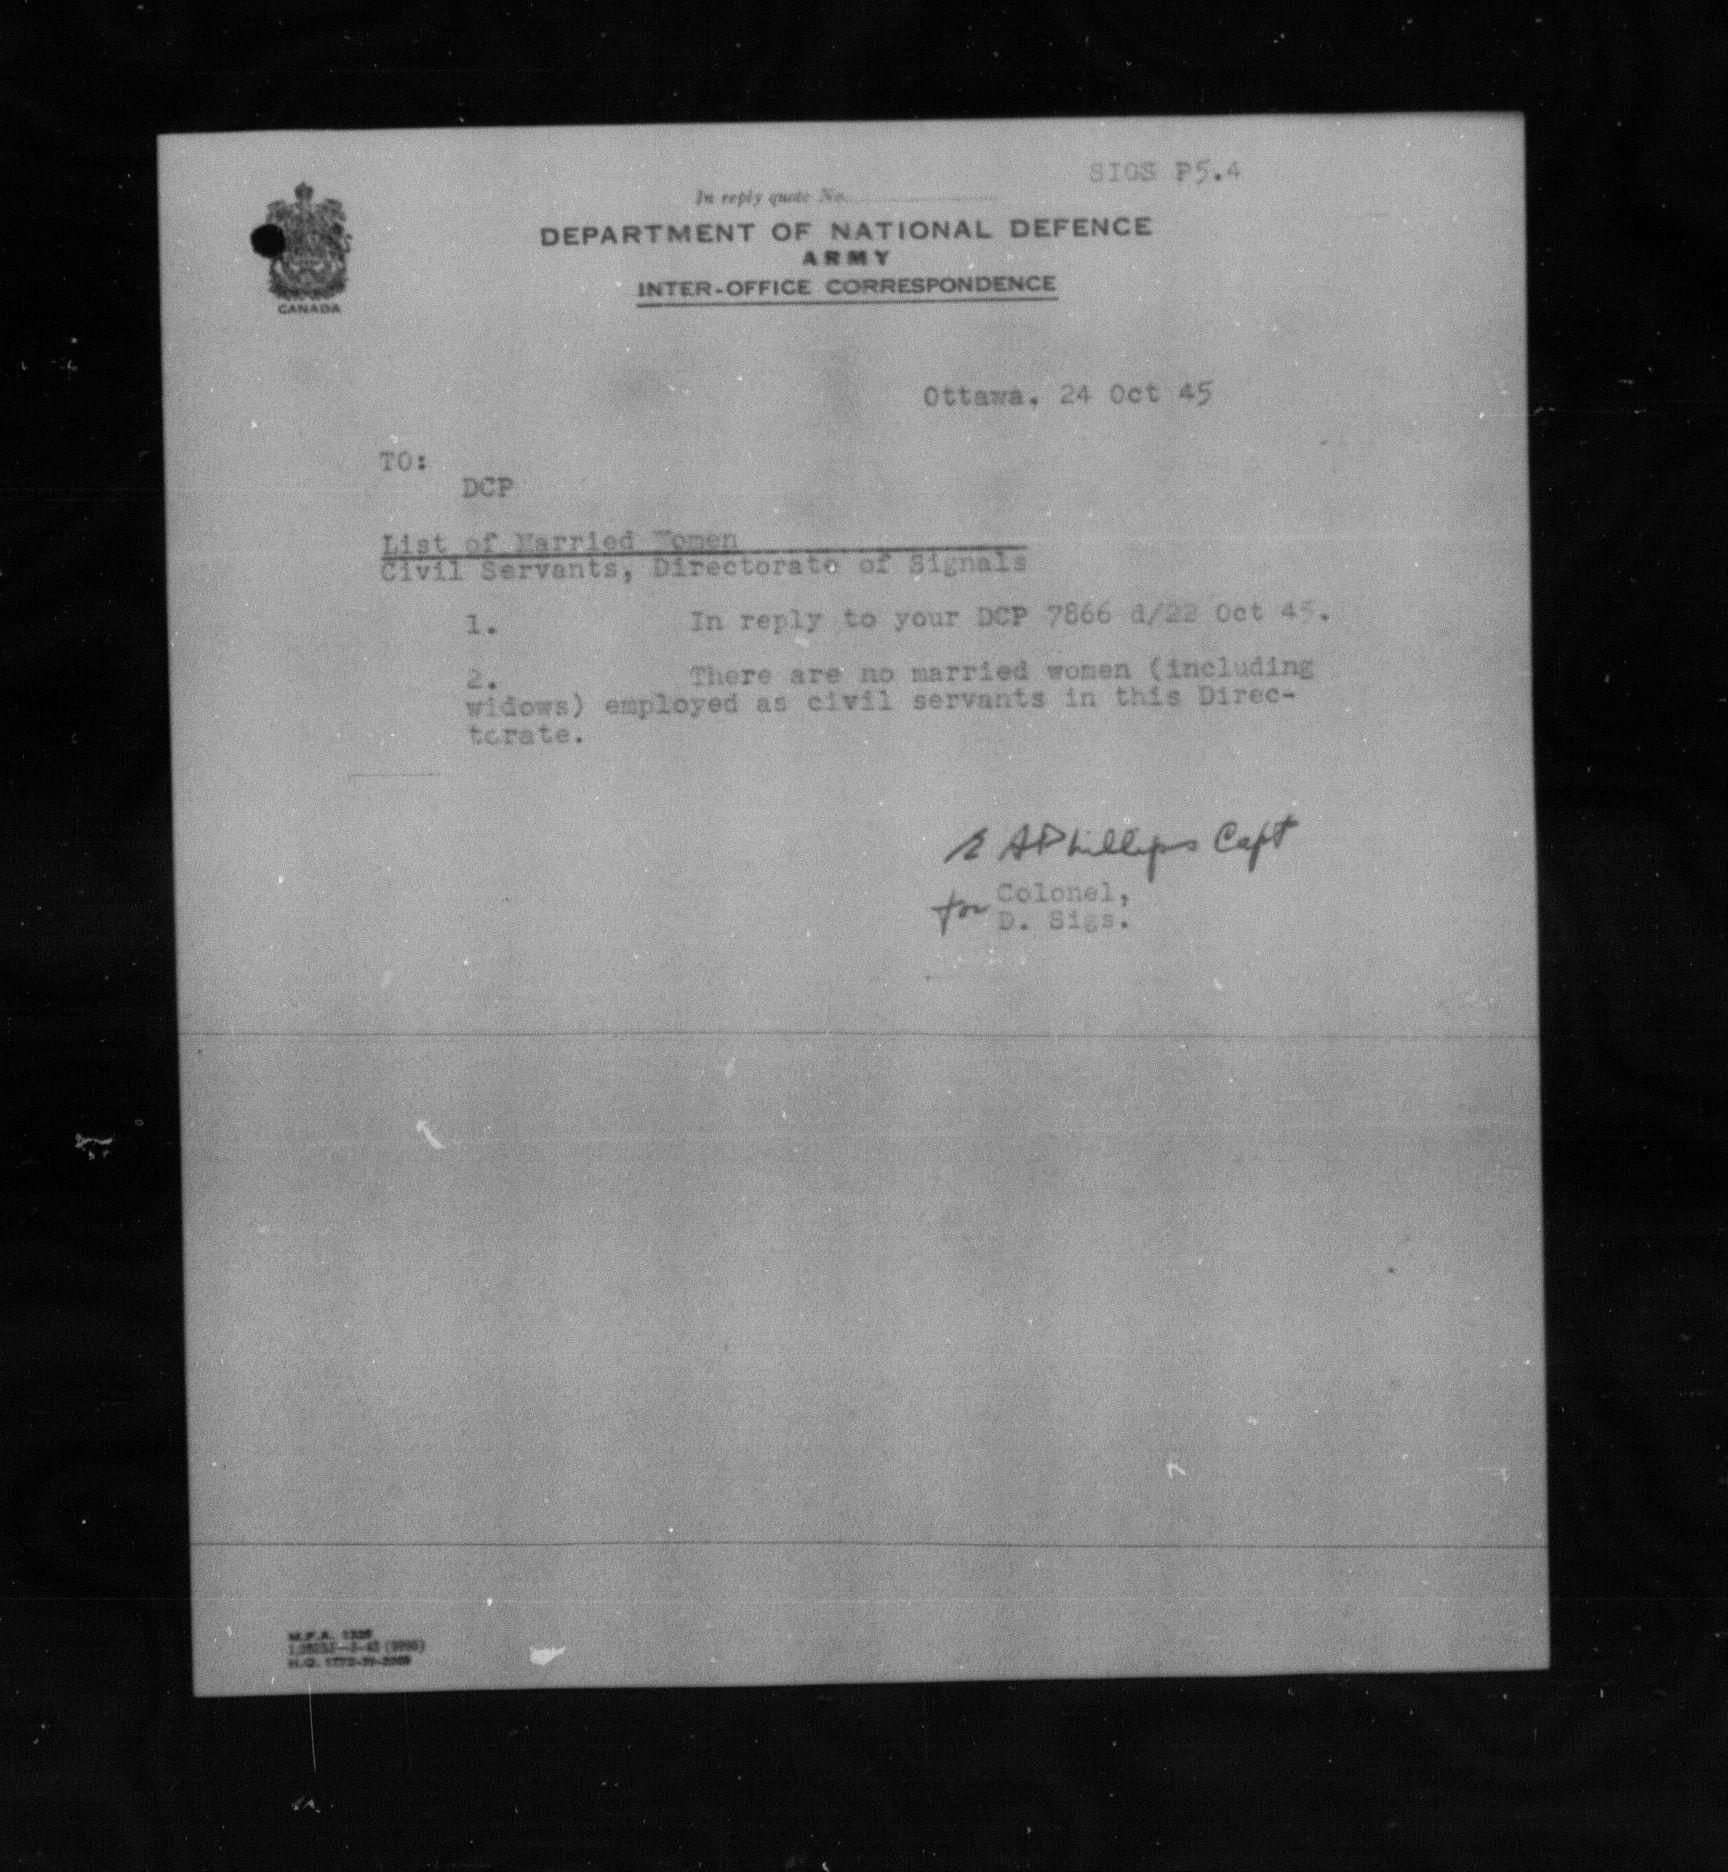 SIGS P5.4
In reply quote No.
DEPARTMENT OF NATIONAL DEFENCE
ARMY
INTER-OFFICE CORRESPONDENCE
CANADA
Ottawa. 24 Oct 45
TO:
DCP
List of Married Women
Civil Servants, Directorate of Signals
1. In reply to your DCP 7866 d/22 Oct 45.
2. There are no married women (including
widows) employed as civil servants in this Direc-
torate.
A Phillips Capt
for Colonel,
D. Sigs.
M.F.A.
H.Q.